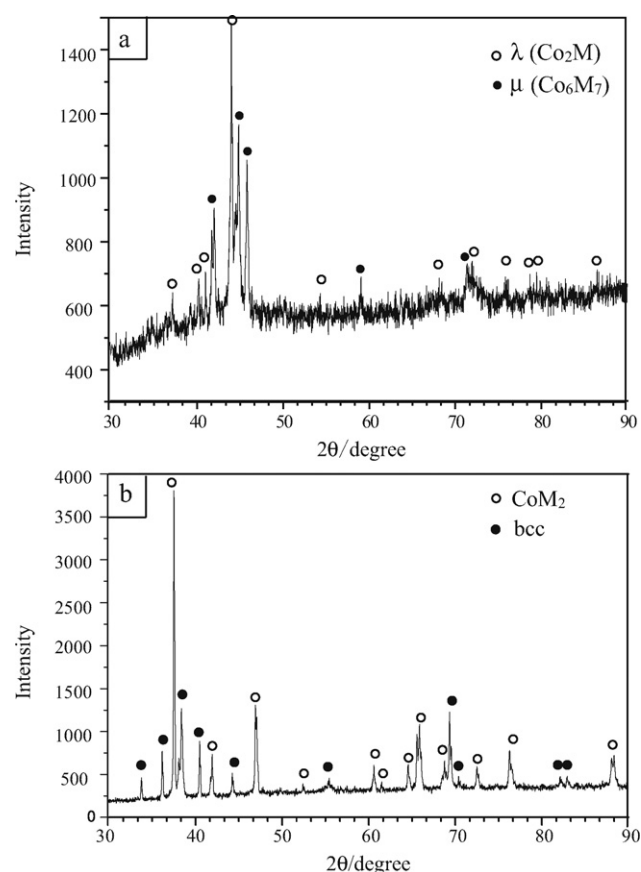 a
λ (Co₂M)
μ (Co₆M₇)
Intensity
1400
1200
1000
800
600
400
30 40 50 60 70 80 90
2θ/degree
b
CoM₂
bcc
Intensity
4000
3500
3000
2500
2000
1500
1000
500
0
30 40 50 60 70 80 90
2θ/degree